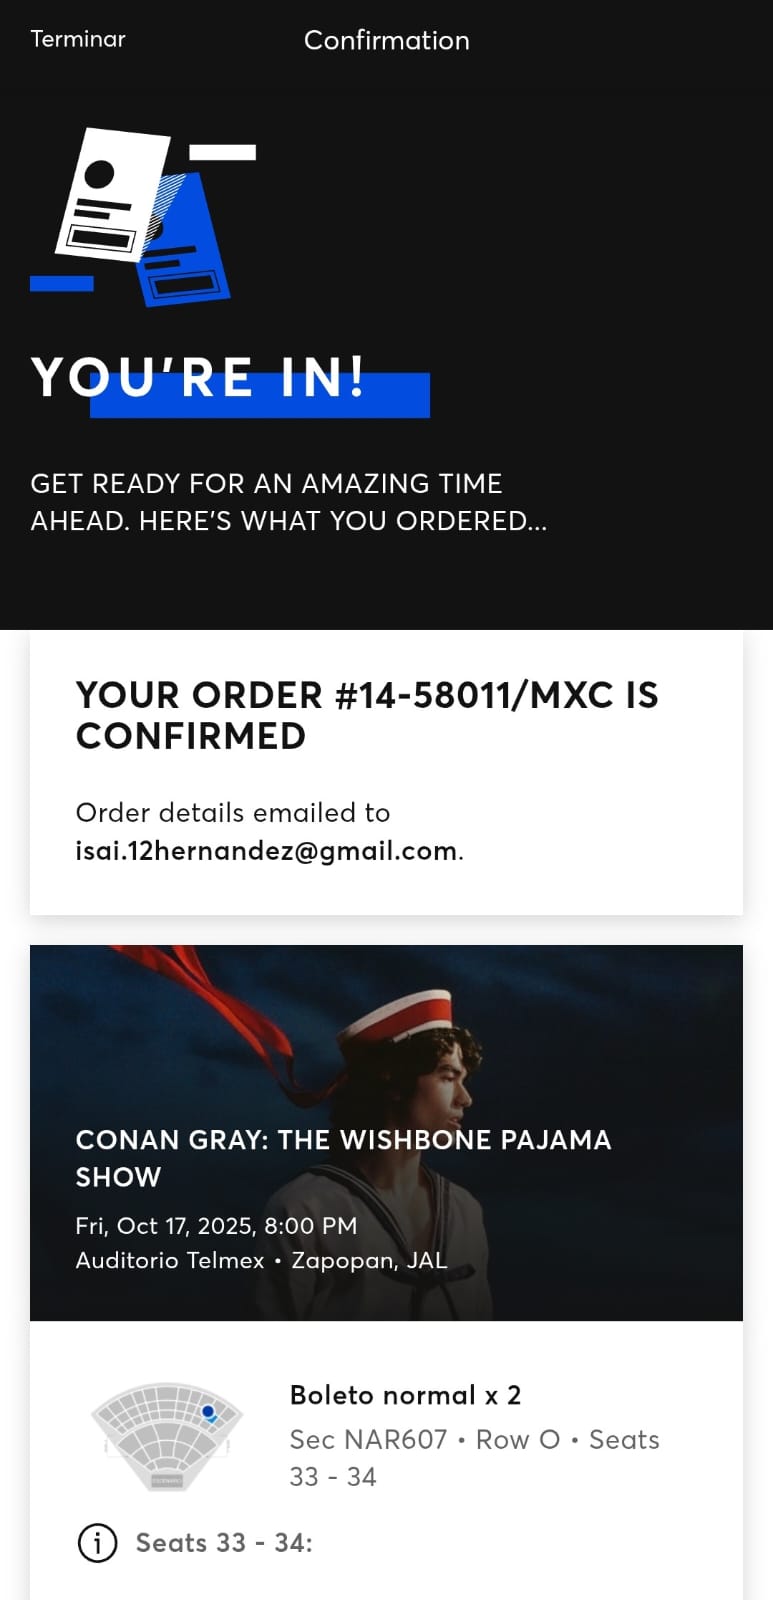 Terminar
Confirmation
YOU'RE IN!
GET READY FOR AN AMAZING TIME
AHEAD. HERE'S WHAT YOU ORDERED...
YOUR ORDER #14-58011/MXC IS
CONFIRMED
Order details emailed to
isai.12hernandez@gmail.com.
CONAN GRAY: THE WISHBONE PAJAMA
SHOW
Fri, Oct 17, 2025, 8:00 PM
Auditorio Telmex • Zapopan, JAL
ESCENARIO
Boleto normal x 2
Sec NAR607 • Row O • Seats
33 - 34
Seats 33 - 34: